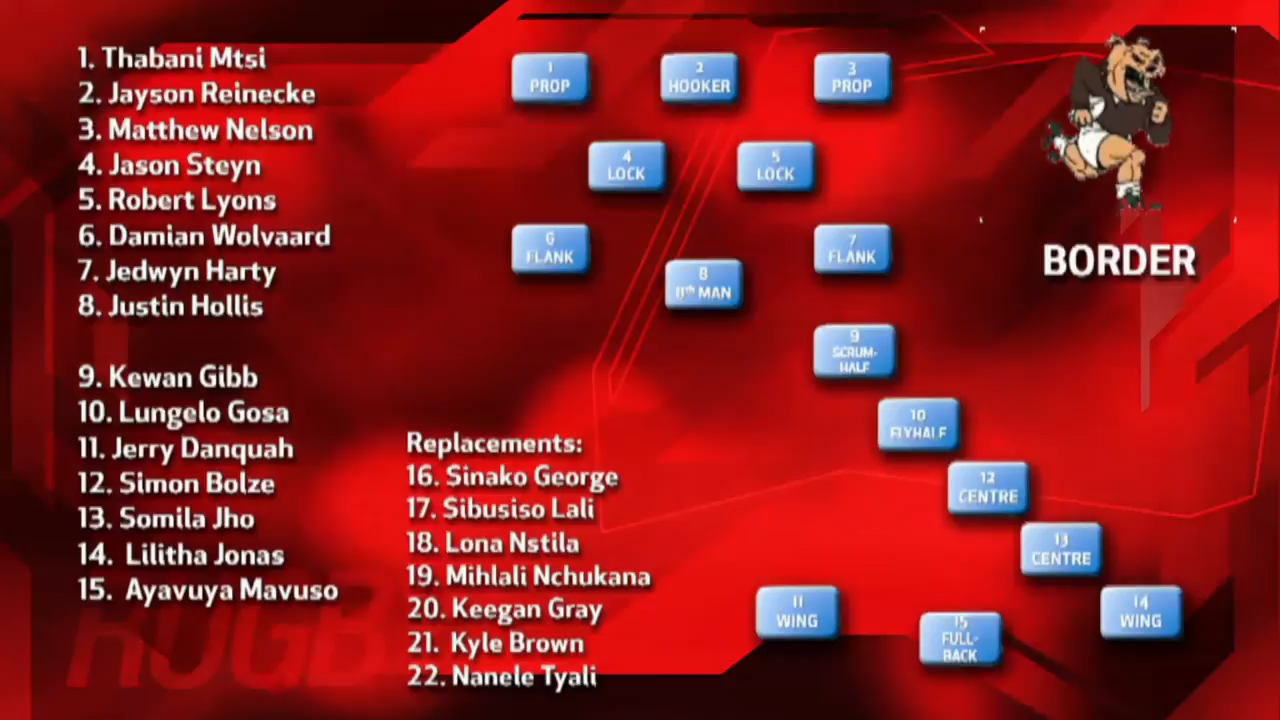 1. Thabani Mtsi
2. Jayson Reinecke
3. Matthew Nelson
4. Jason Steyn
5. Robert Lyons
6. Damian Wolvaard
7. Jedwyn Harty
8. Justin Hollis
9. Kewan Gibb
10. Lungelo Gosa
11. Jerry Danquah
12. Simon Bolze
13. Somila Jho
14. Lilitha Jonas
15. Ayavuya Mavuso
Replacements:
16. Sinako George
17. Sibusiso Lali
18. Lona Nstila
19. Mihlali Nchukana
20. Keegan Gray
21. Kyle Brown
22. Nanele Tyali
1
PROP
2
HOOKER
3
PROP
4
LOCK
5
LOCK
6
FLANK
7
FLANK
8
8th MAN
9
SCRUM-
HALF
10
FLYHALF
12
CENTRE
13
CENTRE
11
WING
14
WING
15
FULL-
BACK
BORDER
RUGB